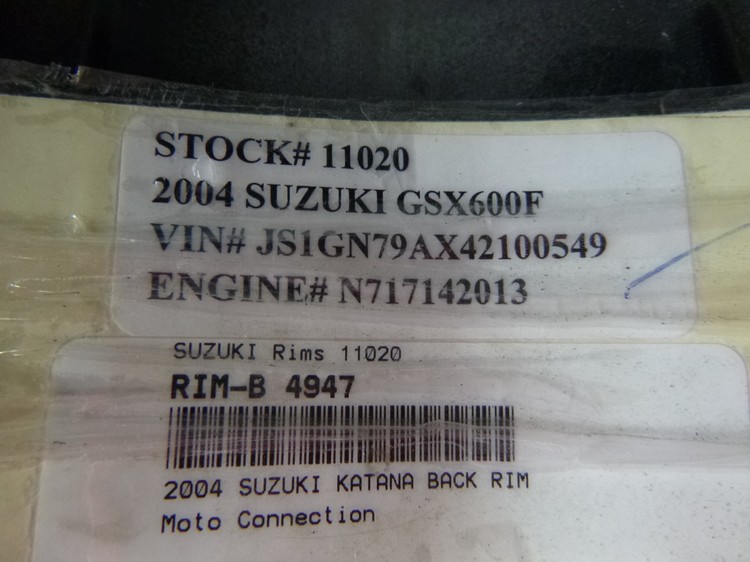 STOCK# 11020
2004 SUZUKI GSX600F
VIN# JS1GN79AX42100549
ENGINE# N717142013
SUZUKI Rims 11020
RIM-B 4947
2004 SUZUKI KATANA BACK RIM
Moto Connection